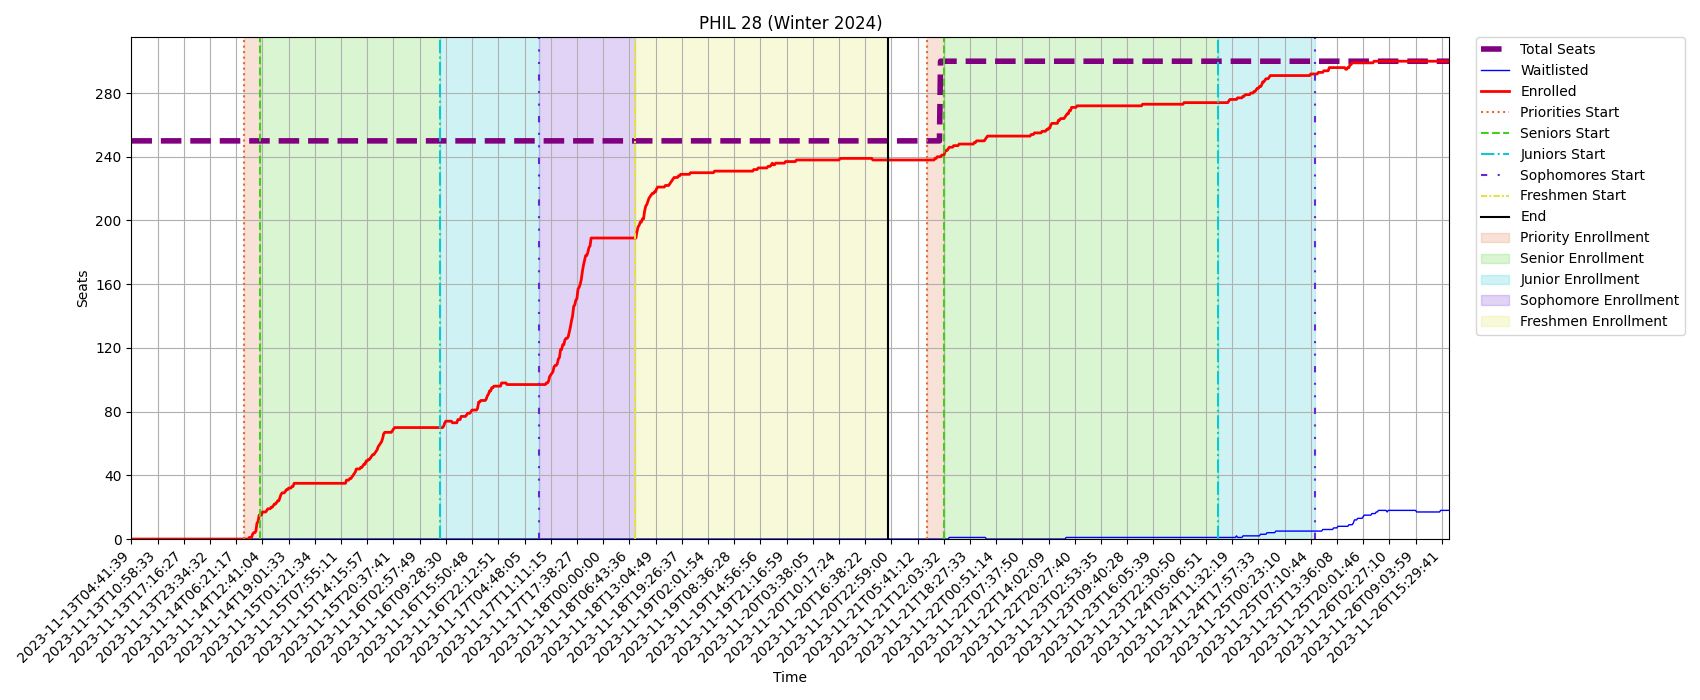 PHIL 28 (Winter 2024)
Seats
280
240
200
160
120
80
40
0
2023-11-13T04:41:39
2023-11-13T10:58:33
2023-11-13T17:16:27
2023-11-13T23:34:32
2023-11-14T06:21:17
2023-11-14T12:41:04
2023-11-14T19:01:33
2023-11-15T01:21:34
2023-11-15T07:55:11
2023-11-15T14:15:57
2023-11-15T20:37:41
2023-11-16T02:57:49
2023-11-16T09:28:30
2023-11-16T15:50:48
2023-11-16T22:12:51
2023-11-17T04:48:05
2023-11-17T11:11:15
2023-11-17T17:38:27
2023-11-18T00:00:00
2023-11-18T06:43:36
2023-11-18T13:04:49
2023-11-18T19:26:37
2023-11-19T02:01:54
2023-11-19T08:36:28
2023-11-19T14:56:56
2023-11-19T21:16:59
2023-11-20T03:38:05
2023-11-20T10:17:24
2023-11-20T16:38:22
2023-11-20T22:59:00
2023-11-21T05:41:12
2023-11-21T12:03:32
2023-11-21T18:27:33
2023-11-22T00:51:14
2023-11-22T07:37:50
2023-11-22T14:02:09
2023-11-22T20:27:40
2023-11-23T02:53:35
2023-11-23T09:40:28
2023-11-23T16:05:39
2023-11-23T22:30:50
2023-11-24T05:06:51
2023-11-24T11:32:19
2023-11-24T17:57:33
2023-11-25T00:23:10
2023-11-25T07:10:44
2023-11-25T13:36:08
2023-11-25T20:01:46
2023-11-26T02:27:10
2023-11-26T09:03:59
2023-11-26T15:29:41
Time
Total Seats
Waitlisted
Enrolled
Priorities Start
Seniors Start
Juniors Start
Sophomores Start
Freshmen Start
End
Priority Enrollment
Senior Enrollment
Junior Enrollment
Sophomore Enrollment
Freshmen Enrollment